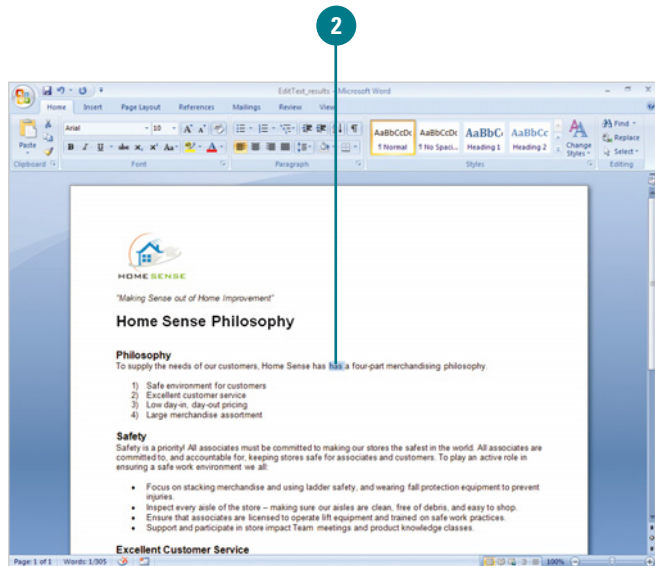 2
EditText_results - Microsoft Word
Home Insert Page Layout References Mailings Review View
Paste
Arial 10
AaBbCcDc AaBbCcDc AaBbC AaBbCc
¶ Normal ¶ No Spaci... Heading 1 Heading 2
Change Styles
Find
Replace
Select
Clipboard Font Paragraph Styles Editing
HOME SENSE
"Making Sense out of Home Improvement"
Home Sense Philosophy
Philosophy
To supply the needs of our customers, Home Sense has has a four-part merchandising philosophy.
1) Safe environment for customers
2) Excellent customer service
3) Low day-in, day-out pricing
4) Large merchandise assortment
Safety
Safety is a priority! All associates must be committed to making our stores the safest in the world. All associates are
committed to, and accountable for, keeping stores safe for associates and customers. To play an active role in
ensuring a safe work environment we all:
• Focus on stacking merchandise and using ladder safety, and wearing fall protection equipment to prevent
injuries.
• Inspect every aisle of the store – making sure our aisles are clean, free of debris, and easy to shop.
• Ensure that associates are licensed to operate lift equipment and trained on safe work practices.
• Support and participate in store impact Team meetings and product knowledge classes.
Excellent Customer Service
Page: 1 of 1 Words: 1/305 100%